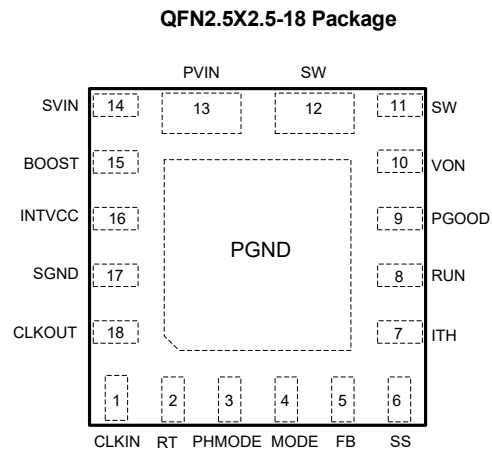 QFN2.5X2.5-18 Package
PVIN SW
SVIN 14 13 12 11 SW
BOOST 15 10 VON
INTVCC 16 9 PGOOD
PGND
SGND 17 8 RUN
CLKOUT 18 7 ITH
1 2 3 4 5 6
CLKIN RT PHMODE MODE FB SS